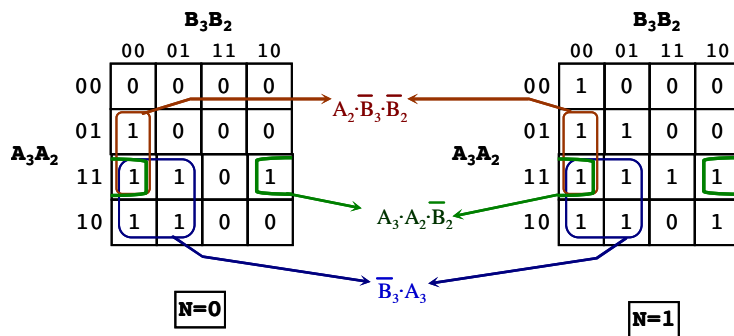 B₃B₂ B₃B₂
00 01 11 10 00 01 11 10
00 0 0 0 0 00 1 0 0 0
A₂·B̅₃·B̅₂
01 1 0 0 0 01 1 1 0 0
A₃A₂ A₃A₂
11 1 1 0 1 11 1 1 1 1
A₃·A₂·B̅₂
10 1 1 0 0 10 1 1 0 1
B̅₃·A₃
N=0 N=1